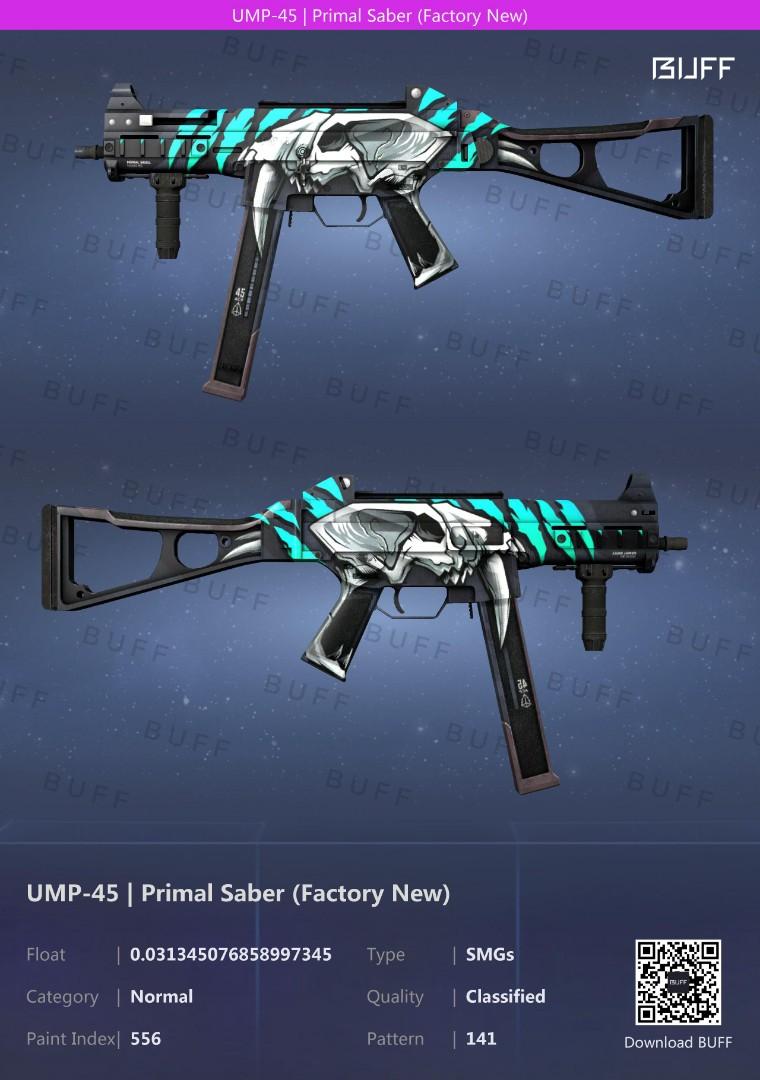 UMP-45 | Primal Saber (Factory New)
BUFF
UMP-45 | Primal Saber (Factory New)
Float | 0.031345076858997345
Type | SMGs
Category | Normal
Quality | Classified
Paint Index| 556
Pattern | 141
BUFF
Download BUFF